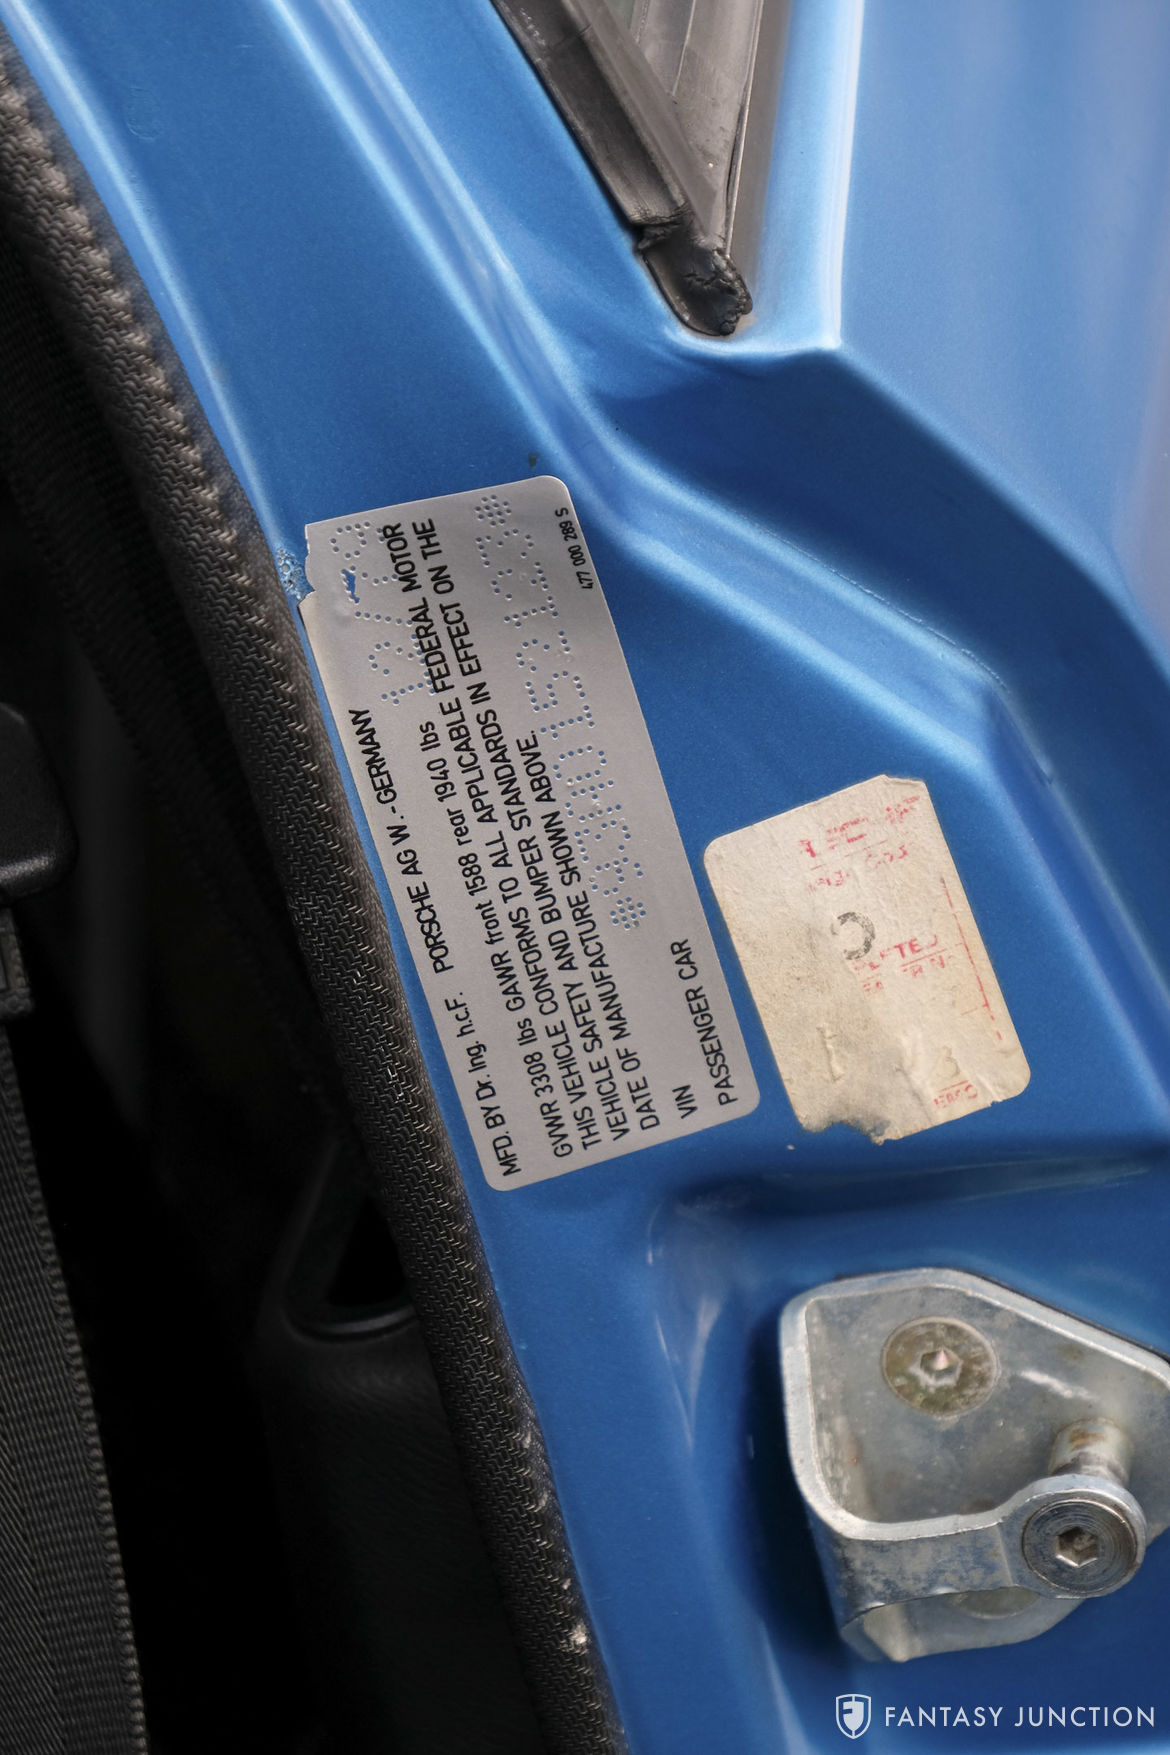 MFD. BY Dr. Ing. h.c.F. PORSCHE AG W. - GERMANY
GVWR 3308 lbs GAWR front 1588 rear 1940 lbs
THIS VEHICLE CONFORMS TO ALL APPLICABLE FEDERAL MOTOR
VEHICLE SAFETY AND BUMPER STANDARDS IN EFFECT ON THE
DATE OF MANUFACTURE SHOWN ABOVE.
VIN
PASSENGER CAR
477 000 289 S
FANTASY JUNCTION